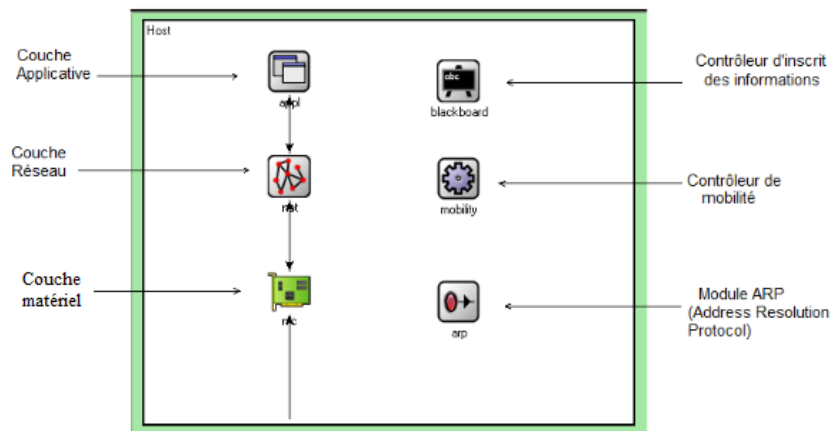 Host
Couche
Applicative
appl
abc
blackboard
Contrôleur d'inscrit
des informations
Couche
Réseau
net
mobility
Contrôleur de
mobilité
Couche
matériel
nic
arp
Module ARP
(Address Resolution
Protocol)